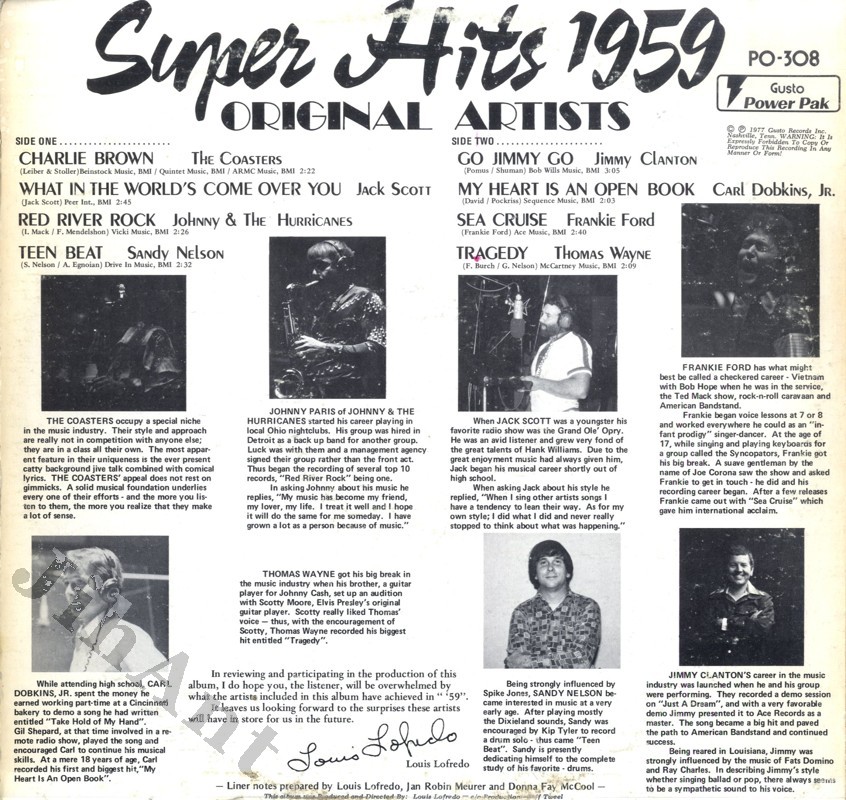 Super Hits 1959
ORIGINAL ARTISTS
PO-308
Gusto
Power Pak
© ℗ 1977 Gusto Records Inc.
Nashville, Tenn. WARNING: It Is
Expressly Forbidden To Copy Or
Reproduce This Recording In Any
Manner Or Form!
SIDE ONE
CHARLIE BROWN The Coasters
(Leiber & Stoller)Beinstock Music, BMI / Quintet Music, BMI / ARMC Music, BMI 2:22
WHAT IN THE WORLD'S COME OVER YOU Jack Scott
(Jack Scott) Peer Int., BMI 2:45
RED RIVER ROCK Johnny & The Hurricanes
(I. Mack / F. Mendelshon) Vicki Music, BMI 2:26
TEEN BEAT Sandy Nelson
(S. Nelson / A. Egnoian) Drive In Music, BMI 2:32
SIDE TWO
GO JIMMY GO Jimmy Clanton
(Pomus / Shuman) Bob Wills Music, BMI 3:05
MY HEART IS AN OPEN BOOK Carl Dobkins, Jr.
(David / Pockriss) Sequence Music, BMI 2:03
SEA CRUISE Frankie Ford
(Frankie Ford) Ace Music, BMI 2:40
TRAGEDY Thomas Wayne
(F. Burch / G. Nelson) McCartney Music, BMI 2:09
THE COASTERS occupy a special niche
in the music industry. Their style and approach
are really not in competition with anyone else;
they are in a class all their own. The most appar-
ent feature in their uniqueness is the ever present
catty background jive talk combined with comical
lyrics. THE COASTERS' appeal does not rest on
gimmicks. A solid musical foundation underlies
every one of their efforts - and the more you lis-
ten to them, the more you realize that they make
a lot of sense.
JOHNNY PARIS of JOHNNY & THE
HURRICANES started his career playing in
local Ohio nightclubs. His group was hired in
Detroit as a back up band for another group.
Luck was with them and a management agency
signed their group rather than the front act.
Thus began the recording of several top 10
records, "Red River Rock" being one.
In asking Johnny about his music he
replies, "My music has become my friend,
my lover, my life. I treat it well and I hope
it will do the same for me someday. I have
grown a lot as a person because of music."
When JACK SCOTT was a youngster his
favorite radio show was the Grand Ole' Opry.
He was an avid listener and grew very fond of
the great talents of Hank Williams. Due to the
great enjoyment music had always given him,
Jack began his musical career shortly out of
high school.
When asking Jack about his style he
replied, "When I sing other artists songs I
have a tendency to lean their way. As for my
own style; I did what I did and never really
stopped to think about what was happening."
FRANKIE FORD has what might
best be called a checkered career - Vietnam
with Bob Hope when he was in the service,
the Ted Mack show, rock-n-roll caravan and
American Bandstand.
Frankie began voice lessons at 7 or 8
and worked everywhere he could as an "in-
fant prodigy" singer-dancer. At the age of
17, while singing and playing keyboards for
a group called the Syncopators, Frankie got
his big break. A suave gentleman by the
name of Joe Corona saw the show and asked
Frankie to get in touch - he did and his
recording career began. After a few releases
Frankie came out with "Sea Cruise" which
gave him international acclaim.
THOMAS WAYNE got his big break in
the music industry when his brother, a guitar
player for Johnny Cash, set up an audition
with Scotty Moore, Elvis Presley's original
guitar player. Scotty really liked Thomas'
voice — thus, with the encouragement of
Scotty, Thomas Wayne recorded his biggest
hit entitled "Tragedy".
While attending high school, CARL
DOBKINS, JR. spent the money he
earned working part-time at a Cincinneti
bakery to demo a song he had written
entitled "Take Hold of My Hand".
Gil Shepard, at that time involved in a re-
mote radio show, played the song and
encouraged Carl to continue his musical
skills. At a mere 18 years of age, Carl
recorded his first and biggest hit,"My
Heart Is An Open Book".
In reviewing and participating in the production of this
album, I do hope you, the listener, will be overwhelmed by
what the artists included in this album have achieved in " '59".
It leaves us looking forward to the surprises these artists
will have in store for us in the future.
Louis Lofredo
Louis Lofredo
Being strongly influenced by
Spike Jones, SANDY NELSON be-
came interested in music at a very
early age. After playing mostly
the Dixieland sounds, Sandy was
encouraged by Kip Tyler to record
a drum solo - thus came "Teen
Beat". Sandy is presently
dedicating himself to the complete
study of his favorite - drums.
JIMMY CLANTON'S career in the music
industry was launched when he and his group
were performing. They recorded a demo session
on "Just A Dream", and with a very favorable
demo Jimmy presented it to Ace Records as a
master. The song became a big hit and paved
the path to American Bandstand and continued
success.
Being reared in Louisiana, Jimmy was
strongly influenced by the music of Fats Domino
and Ray Charles. In describing Jimmy's style
whether singing ballad or pop, there always seems
to be a sympathetic sound to his voice.
— Liner notes prepared by Louis Lofredo, Jan Robin Meurer and Donna Fay McCool —
This album was Produced and Directed By: Louis Lofredo